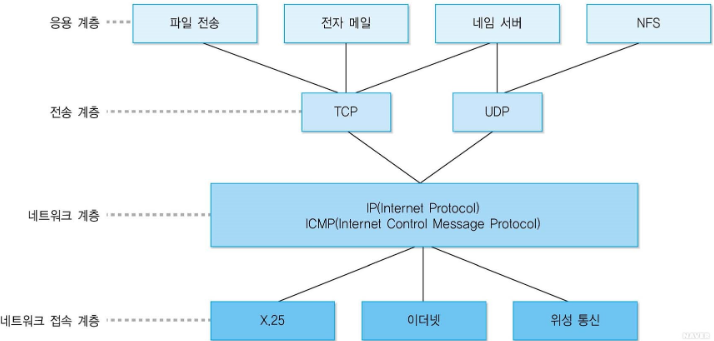 응용 계층
파일 전송
전자 메일
네임 서버
NFS
전송 계층
TCP
UDP
네트워크 계층
IP(Internet Protocol)
ICMP(Internet Control Message Protocol)
네트워크 접속 계층
X.25
이더넷
위성 통신
NAVER